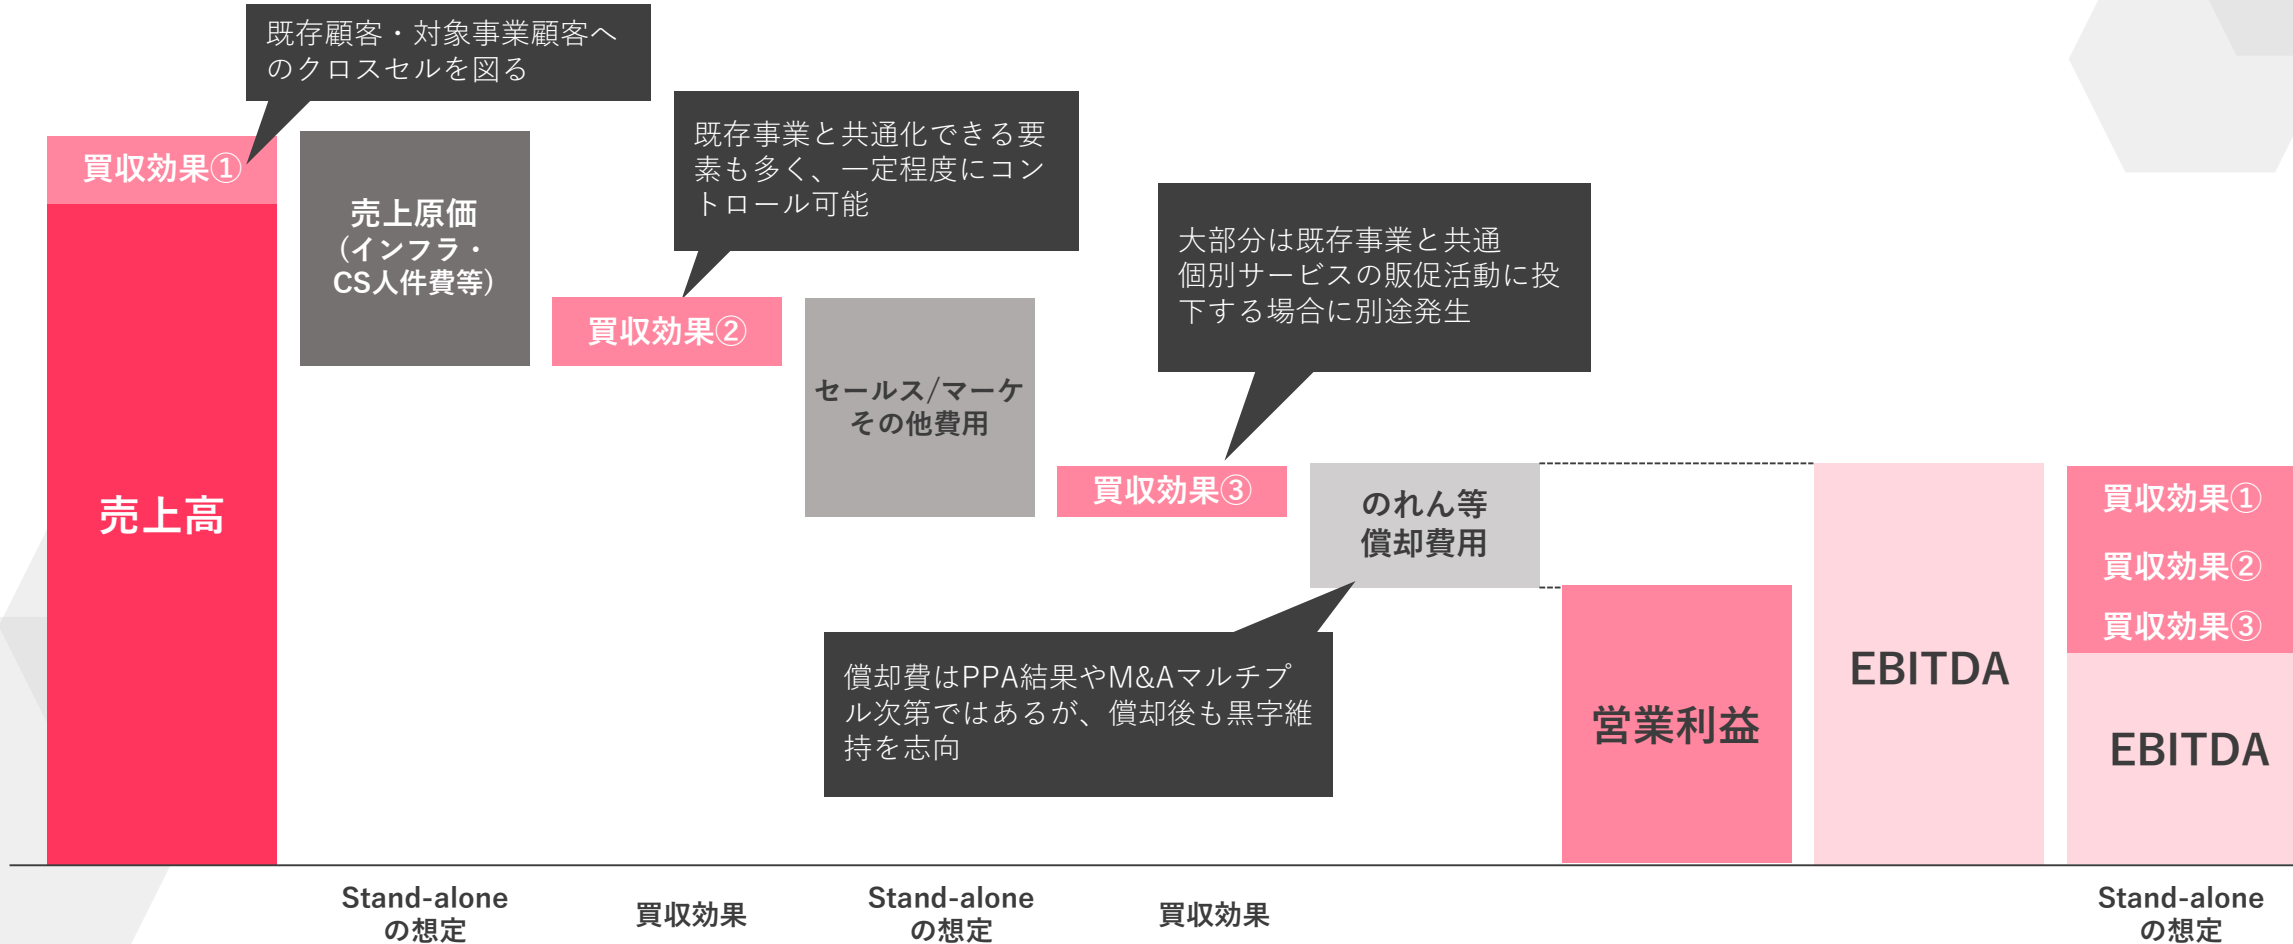 既存顧客・対象事業顧客へ
のクロスセルを図る
買収効果①
売上高
売上原価
(インフラ・
CS人件費等)
既存事業と共通化できる要
素も多く、一定程度にコン
トロール可能
買収効果②
セールス/マーケ
その他費用
大部分は既存事業と共通
個別サービスの販促活動に投
下する場合に別途発生
買収効果③
のれん等
償却費用
償却費はPPA結果やM&Aマルチプ
ル次第ではあるが、償却後も黒字維
持を志向
営業利益
EBITDA
買収効果①
買収効果②
買収効果③
EBITDA
Stand-alone
の想定
買収効果
Stand-alone
の想定
買収効果
Stand-alone
の想定